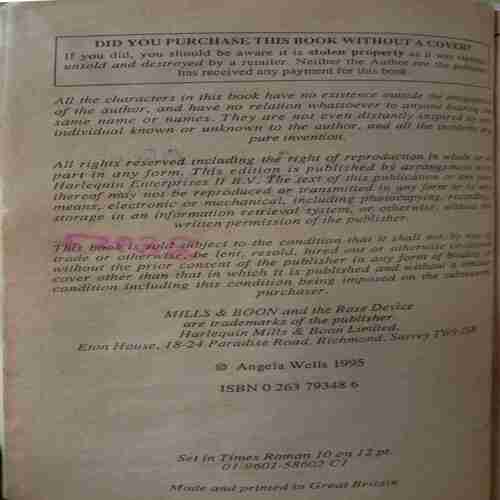 DID YOU PURCHASE THIS BOOK WITHOUT A COVER?
If you did, you should be aware it is stolen property as it was
unsold and destroyed by a retailer. Neither the Author nor the
has received any payment for this book.
All the characters in this book have no existence outside the
of the author, and have no relation whatsoever to anyone bearing the
same name or names. They are not even distantly inspired by any
individual known or unknown to the author, and all the incidents are
pure invention.
All rights reserved including the right of reproduction in whole or in
part in any form. This edition is published by arrangement with
Harlequin Enterprises II B.V. The text of this publication or any part
thereof may not be reproduced or transmitted in any form or by any
means, electronic or mechanical, including photocopying, recording,
storage in an information retrieval system, or otherwise, without the
written permission of the publisher.
This book is sold subject to the condition that it shall not, by way of
trade or otherwise, be lent, resold, hired out or otherwise circulated
without the prior consent of the publisher in any form of binding or
cover other than that in which it is published and without a similar
condition including this condition being imposed on the subsequent
purchaser.
MILLS & BOON and the Rose Device
are trademarks of the publisher.
Harlequin Mills & Boon Limited,
Eton House, 18-24 Paradise Road, Richmond, Surrey TW9 1SR
© Angela Wells 1995
ISBN 0 263 79348 6
Set in Times Roman 10 on 12 pt.
01-9601-58602 C1
Made and printed in Great Britain